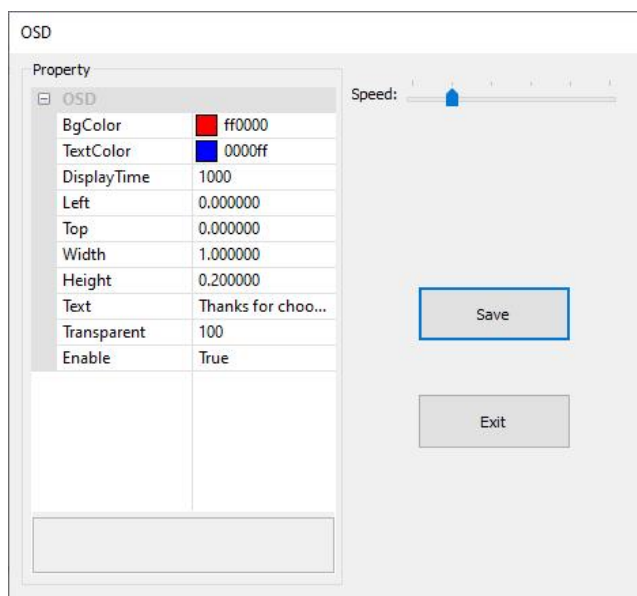 OSD
Property
OSD
BgColor ff0000
TextColor 0000ff
DisplayTime 1000
Left 0.000000
Top 0.000000
Width 1.000000
Height 0.200000
Text Thanks for choo...
Transparent 100
Enable True
Speed:
Save
Exit